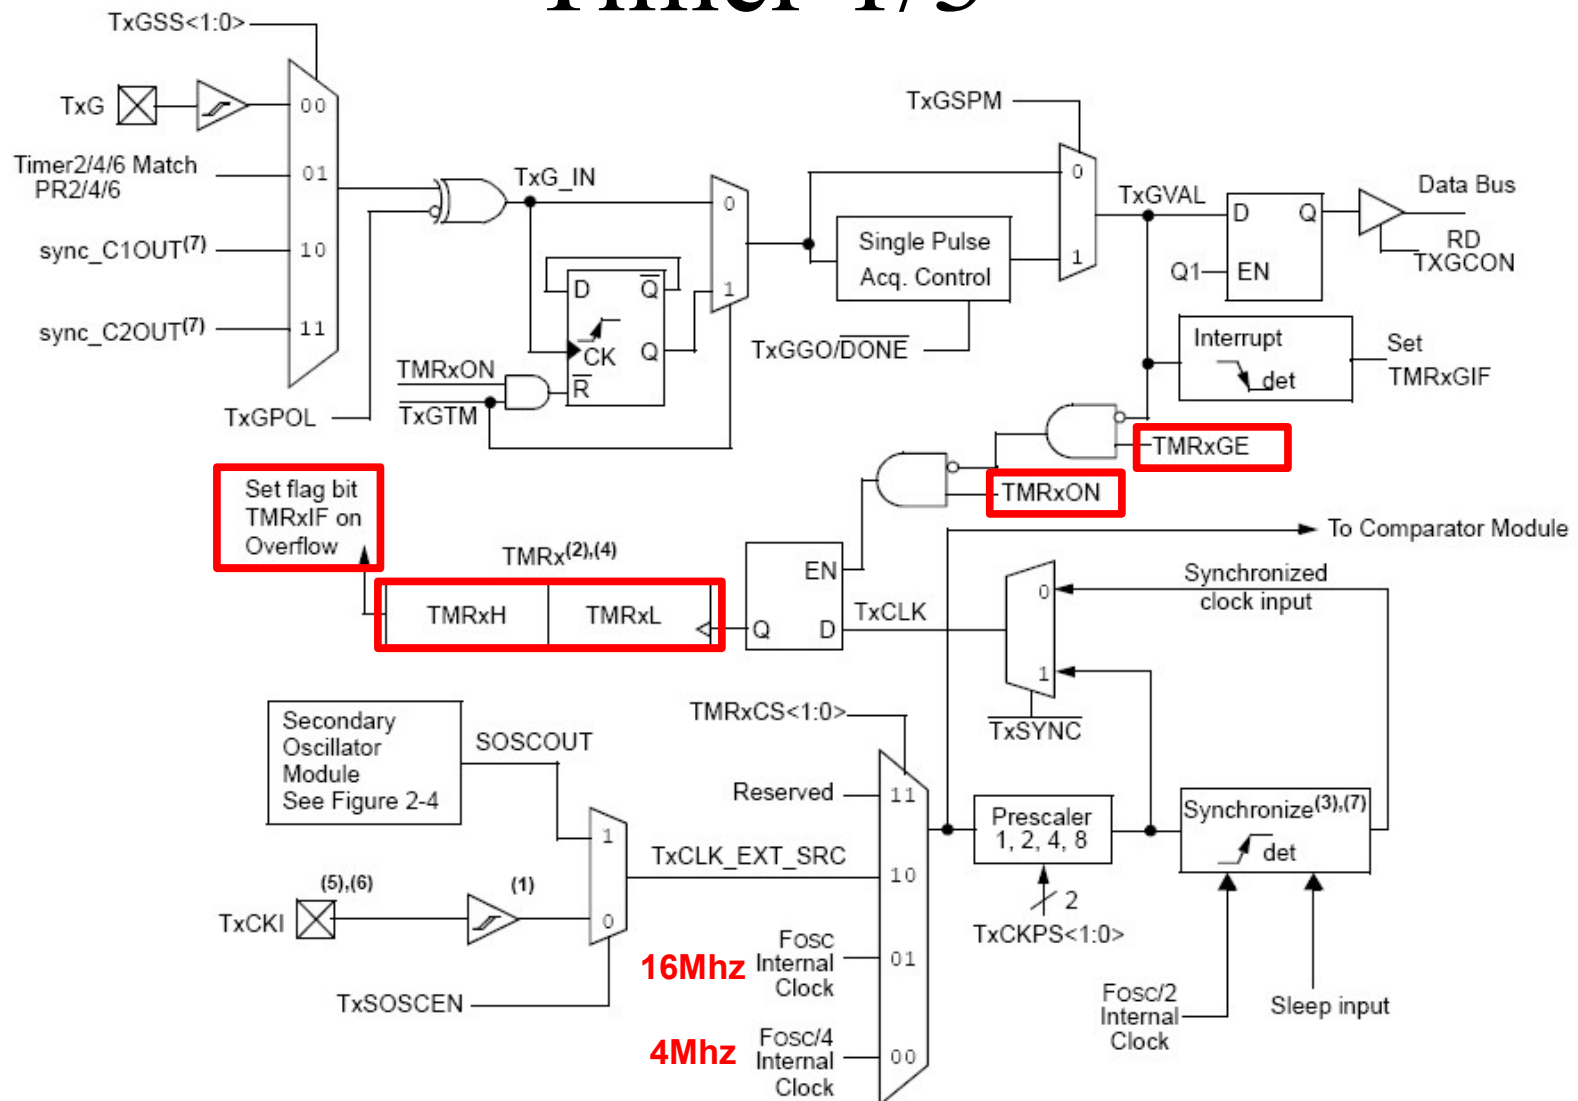 Timer 1/3
TxGSS<1:0>
TxG
00
TxGSPM
Timer2/4/6 Match
PR2/4/6
01
TxG_IN
0
0
TxGVAL
D
Q
Data Bus
sync_C1OUT(7)
10
D
Q
1
Single Pulse
Acq. Control
1
Q1
EN
RD
TXGCON
sync_C2OUT(7)
11
CK
Q
TxGGO/DONE
Interrupt
det
Set
TMRxGIF
TMRxON
R
TxGTM
TxGPOL
TMRxGE
Set flag bit
TMRxIF on
Overflow
TMRxON
To Comparator Module
TMRx(2),(4)
EN
Synchronized
clock input
0
TMRxH
TMRxL
Q
D
TxCLK
1
TxSYNC
TMRxCS<1:0>
Secondary
Oscillator
Module
See Figure 2-4
SOSCOUT
Reserved
11
Prescaler
1, 2, 4, 8
Synchronize(3),(7)
det
1
TxCLK_EXT_SRC
10
(5),(6)
(1)
TxCKI
0
2
TxCKPS<1:0>
16Mhz
Fosc
Internal
Clock
01
TxSOSCEN
Fosc/2
Internal
Clock
Sleep input
4Mhz
Fosc/4
Internal
Clock
00